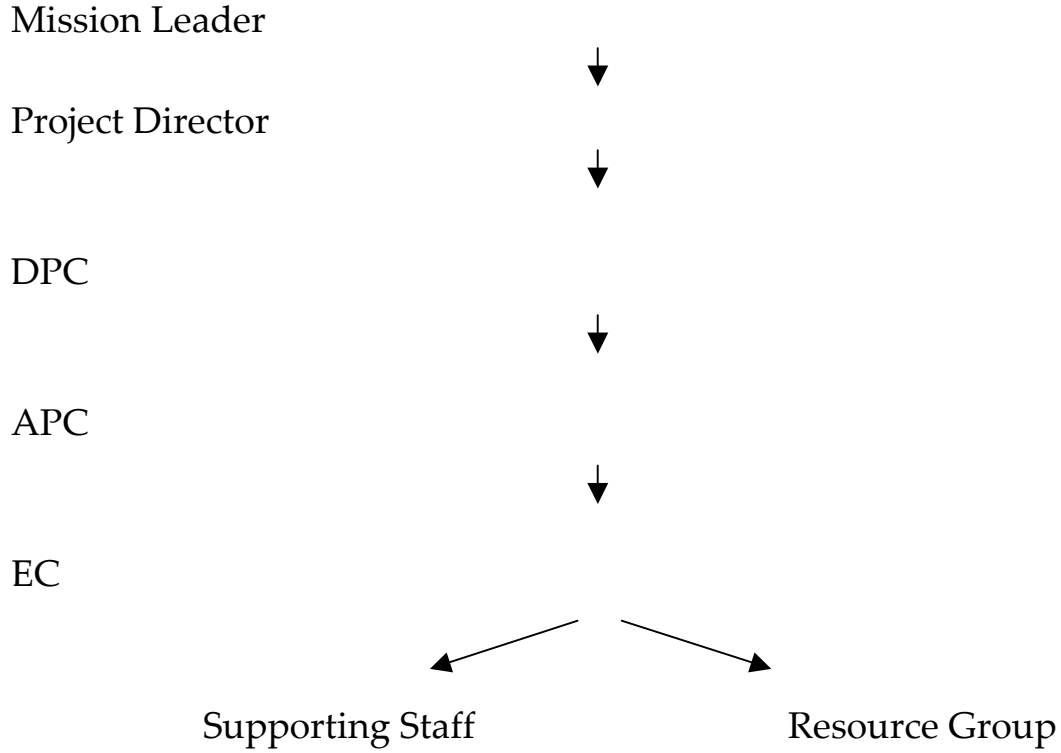 Mission Leader
Project Director
DPC
APC
EC
Supporting Staff Resource Group